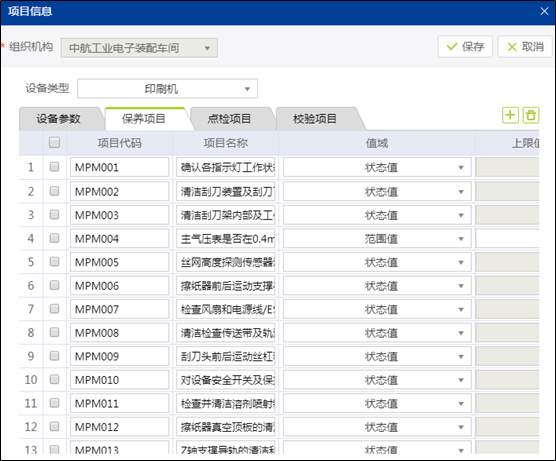 项目信息
* 组织机构 中航工业电子装配车间 保存 取消
设备类型 印刷机
设备参数 保养项目 点检项目 校验项目
项目代码 项目名称 值域 上限值
1 MPM001 确认各指示灯工作状态 状态值
2 MPM002 清洁刮刀装置及刮刀 状态值
3 MPM003 清洁刮刀架内部及工 状态值
4 MPM004 主气压表是否在0.4m 范围值
5 MPM005 丝网高度探测传感器 状态值
6 MPM006 擦纸器前后运动支撑 状态值
7 MPM007 检查风扇和电源线/ES 状态值
8 MPM008 清洁检查传送带及轨 状态值
9 MPM009 刮刀头前后运动丝杠 状态值
10 MPM010 对设备安全开关及保 状态值
11 MPM011 检查并清洁溶剂喷射 状态值
12 MPM012 擦纸器真空顶板的清 状态值
13 MPM013 Z轴支撑导轨的清洁和 状态值